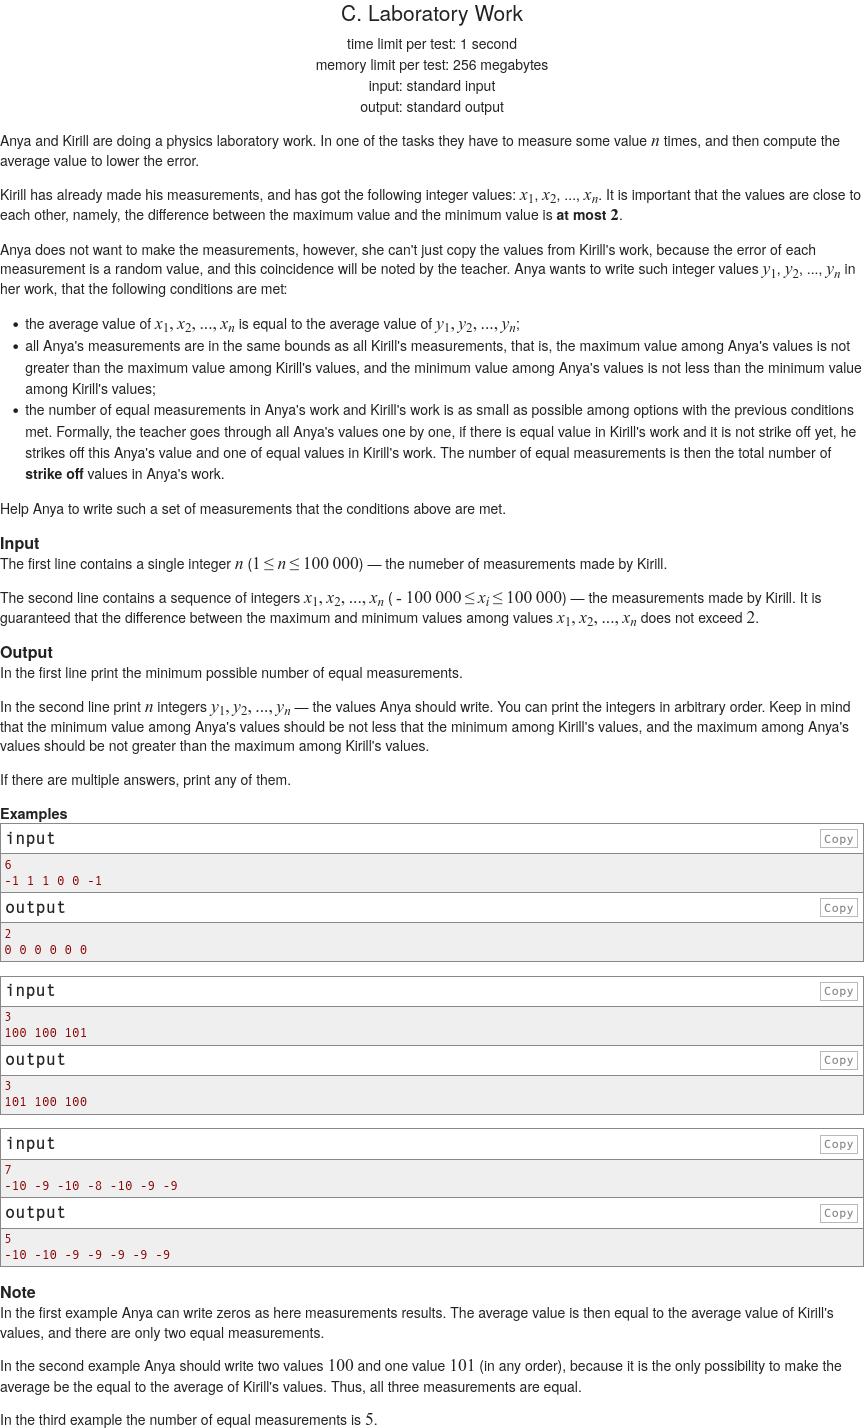 C. Laboratory Work
time limit per test: 1 second
memory limit per test: 256 megabytes
input: standard input
output: standard output
Anya and Kirill are doing a physics laboratory work. In one of the tasks they have to measure some value n times, and then compute the
average value to lower the error.
Kirill has already made his measurements, and has got the following integer values: x1, x2, ..., xn. It is important that the values are close to
each other, namely, the difference between the maximum value and the minimum value is at most 2.
Anya does not want to make the measurements, however, she can't just copy the values from Kirill's work, because the error of each
measurement is a random value, and this coincidence will be noted by the teacher. Anya wants to write such integer values y1, y2, ..., yn in
her work, that the following conditions are met:
• the average value of x1, x2, ..., xn is equal to the average value of y1, y2, ..., yn;
• all Anya's measurements are in the same bounds as all Kirill's measurements, that is, the maximum value among Anya's values is not
greater than the maximum value among Kirill's values, and the minimum value among Anya's values is not less than the minimum value
among Kirill's values;
• the number of equal measurements in Anya's work and Kirill's work is as small as possible among options with the previous conditions
met. Formally, the teacher goes through all Anya's values one by one, if there is equal value in Kirill's work and it is not strike off yet, he
strikes off this Anya's value and one of equal values in Kirill's work. The number of equal measurements is then the total number of
strike off values in Anya's work.
Help Anya to write such a set of measurements that the conditions above are met.
Input
The first line contains a single integer n (1 ≤ n ≤ 100 000) — the numeber of measurements made by Kirill.
The second line contains a sequence of integers x1, x2, ..., xn ( - 100 000 ≤ xi ≤ 100 000) — the measurements made by Kirill. It is
guaranteed that the difference between the maximum and minimum values among values x1, x2, ..., xn does not exceed 2.
Output
In the first line print the minimum possible number of equal measurements.
In the second line print n integers y1, y2, ..., yn — the values Anya should write. You can print the integers in arbitrary order. Keep in mind
that the minimum value among Anya's values should be not less that the minimum among Kirill's values, and the maximum among Anya's
values should be not greater than the maximum among Kirill's values.
If there are multiple answers, print any of them.
Examples
input Copy
6
-1 1 1 0 0 -1
output Copy
2
0 0 0 0 0 0
input Copy
3
100 100 101
output Copy
3
101 100 100
input Copy
7
-10 -9 -10 -8 -10 -9 -9
output Copy
5
-10 -10 -9 -9 -9 -9 -9
Note
In the first example Anya can write zeros as here measurements results. The average value is then equal to the average value of Kirill's
values, and there are only two equal measurements.
In the second example Anya should write two values 100 and one value 101 (in any order), because it is the only possibility to make the
average be the equal to the average of Kirill's values. Thus, all three measurements are equal.
In the third example the number of equal measurements is 5.